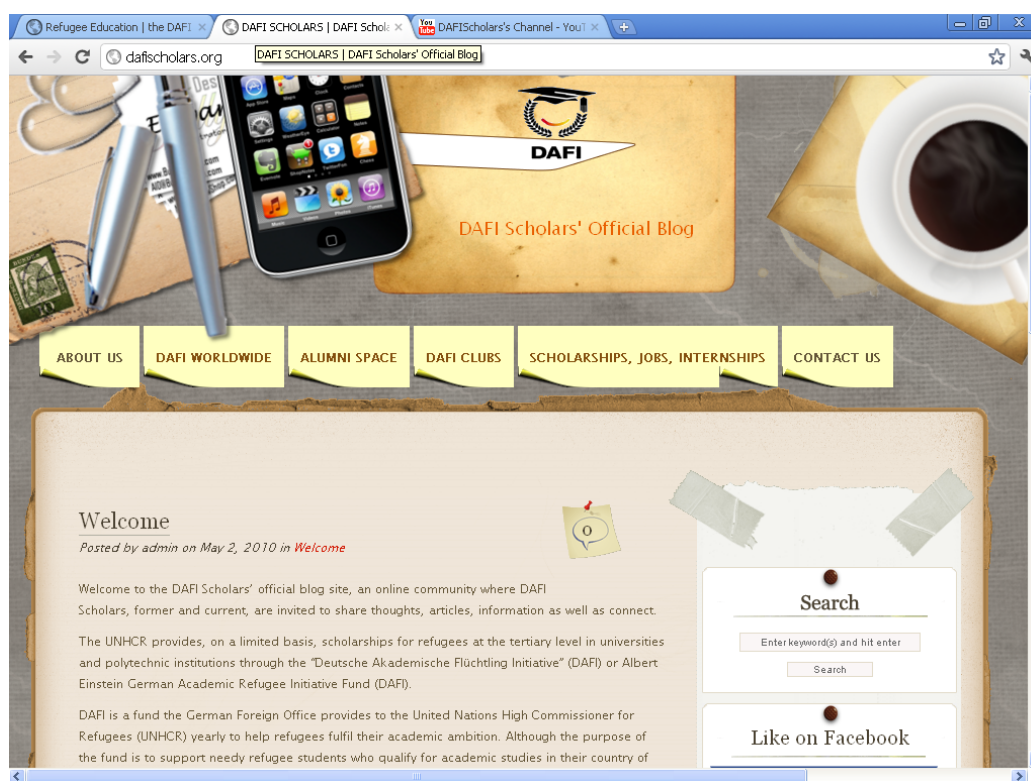 Refugee Education | the DAFI
DAFI SCHOLARS | DAFI Schola
DAFIScholars's Channel - YouT
dafischolars.org
DAFI SCHOLARS | DAFI Scholars' Official Blog
DAFI
DAFI Scholars' Official Blog
ABOUT US
DAFI WORLDWIDE
ALUMNI SPACE
DAFI CLUBS
SCHOLARSHIPS, JOBS, INTERNSHIPS
CONTACT US
Welcome
0
Posted by admin on May 2, 2010 in Welcome
Welcome to the DAFI Scholars' official blog site, an online community where DAFI
Scholars, former and current, are invited to share thoughts, articles, information as well as connect.
The UNHCR provides, on a limited basis, scholarships for refugees at the tertiary level in universities
and polytechnic institutions through the "Deutsche Akademische Flüchtling Initiative" (DAFI) or Albert
Einstein German Academic Refugee Initiative Fund (DAFI).
DAFI is a fund the German Foreign Office provides to the United Nations High Commissioner for
Refugees (UNHCR) yearly to help refugees fulfil their academic ambition. Although the purpose of
the fund is to support needy refugee students who qualify for academic studies in their country of
Search
Enter keyword(s) and hit enter
Search
Like on Facebook